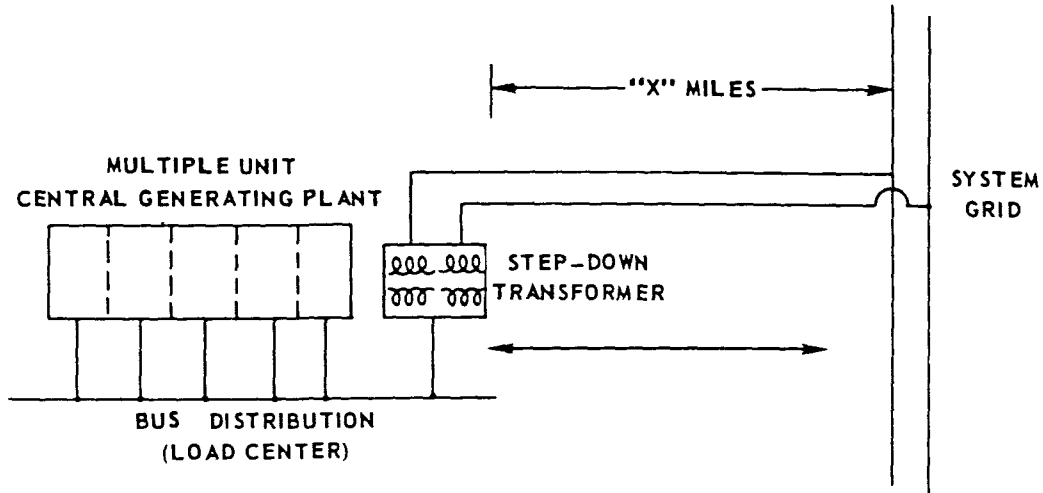 "X" MILES
MULTIPLE UNIT
CENTRAL GENERATING PLANT
SYSTEM
GRID
STEP-DOWN
TRANSFORMER
BUS DISTRIBUTION
(LOAD CENTER)